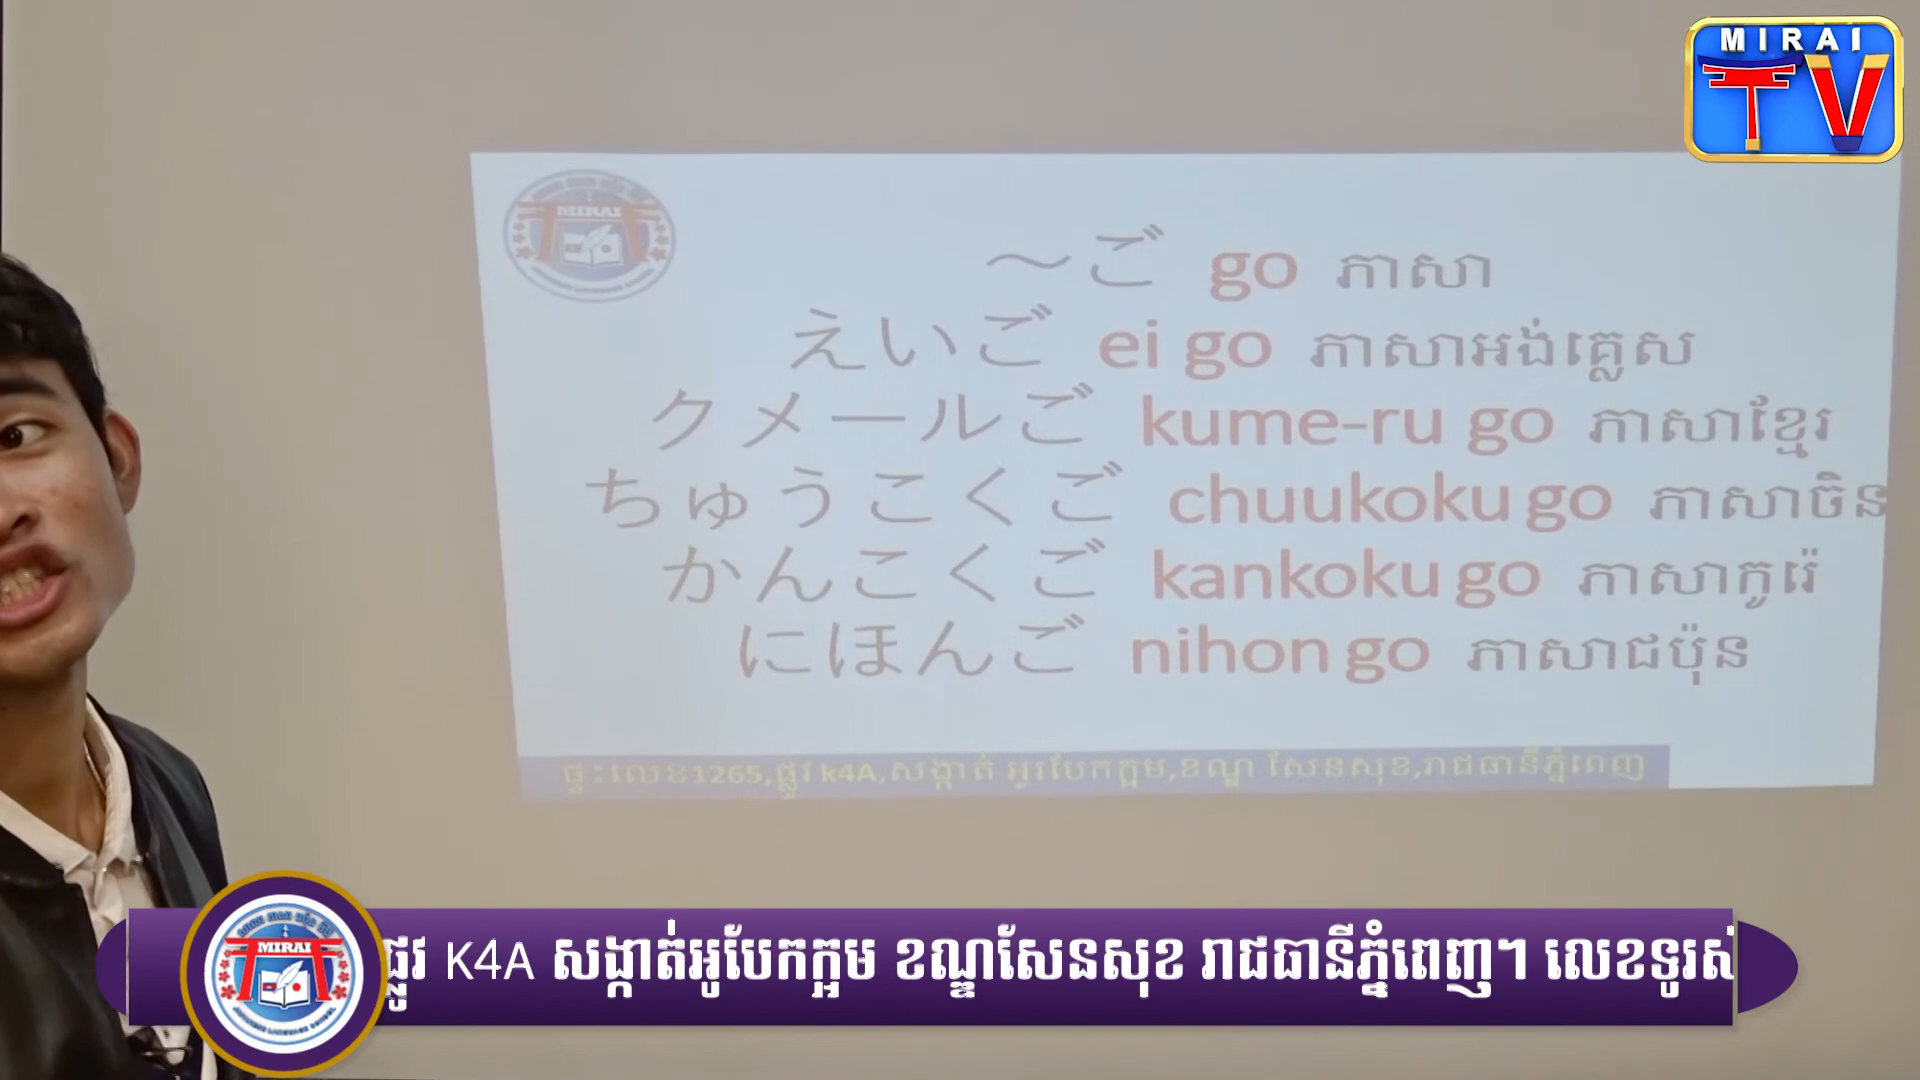 MIRAI
TV
MIRAI
～ご go ភាសា
えいご ei go ភាសាអង់គ្លេស
クメールご kume-ru go ភាសាខ្មែរ
ちゅうこくご chuukoku go ភាសាចិន
かんこくご kankoku go ភាសាកូរ៉េ
にほんご nihon go ភាសាជប៉ុន
ផ្ទះលេខ1265,ផ្លូវ k4A,សង្កាត់ អូរបែកក្អម,ខណ្ឌ សែនសុខ,រាជធានីភ្នំពេញ
MIRAI
ផ្លូវ K4A សង្កាត់អូបែកក្អម ខណ្ឌសែនសុខ រាជធានីភ្នំពេញ។ លេខទូរស័